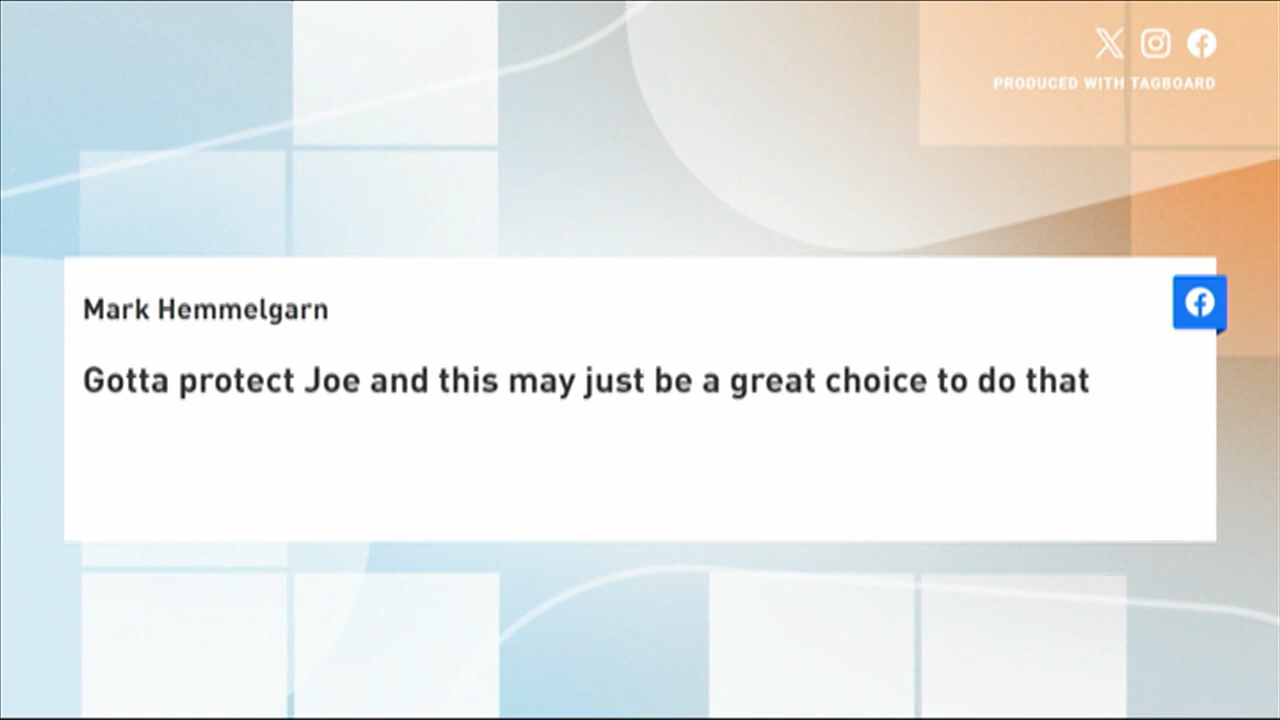 PRODUCED WITH TAGBOARD
Mark Hemmelgarn
Gotta protect Joe and this may just be a great choice to do that